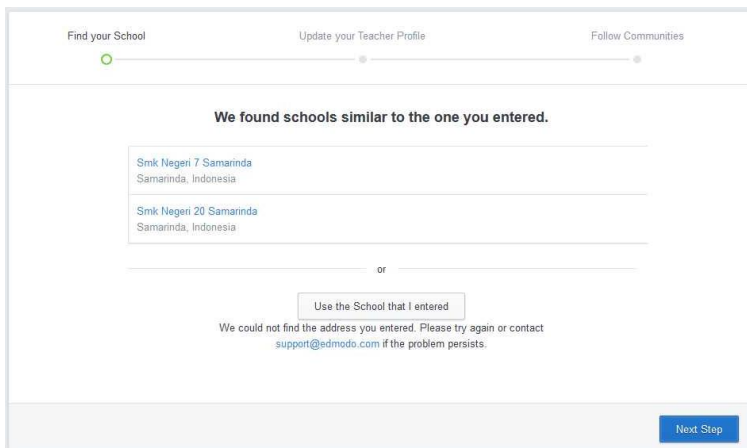 Find your School
Update your Teacher Profile
Follow Communities
We found schools similar to the one you entered.
Smk Negeri 7 Samarinda
Samarinda, Indonesia
Smk Negeri 20 Samarinda
Samarinda, Indonesia
or
Use the School that I entered
We could not find the address you entered. Please try again or contact
support@edmodo.com if the problem persists.
Next Step